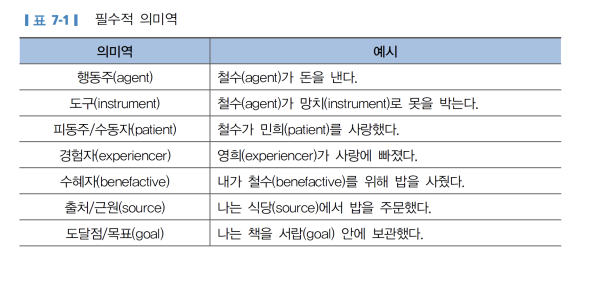 표 7-1 필수적 의미역
의미역 예시
행동주(agent) 철수(agent)가 돈을 낸다.
도구(instrument) 철수(agent)가 망치(instrument)로 못을 박는다.
피동주/수동자(patient) 철수가 민희(patient)를 사랑했다.
경험자(experiencer) 영희(experiencer)가 사랑에 빠졌다.
수혜자(benefactive) 내가 철수(benefactive)를 위해 밥을 사줬다.
출처/근원(source) 나는 식당(source)에서 밥을 주문했다.
도달점/목표(goal) 나는 책을 서랍(goal) 안에 보관했다.